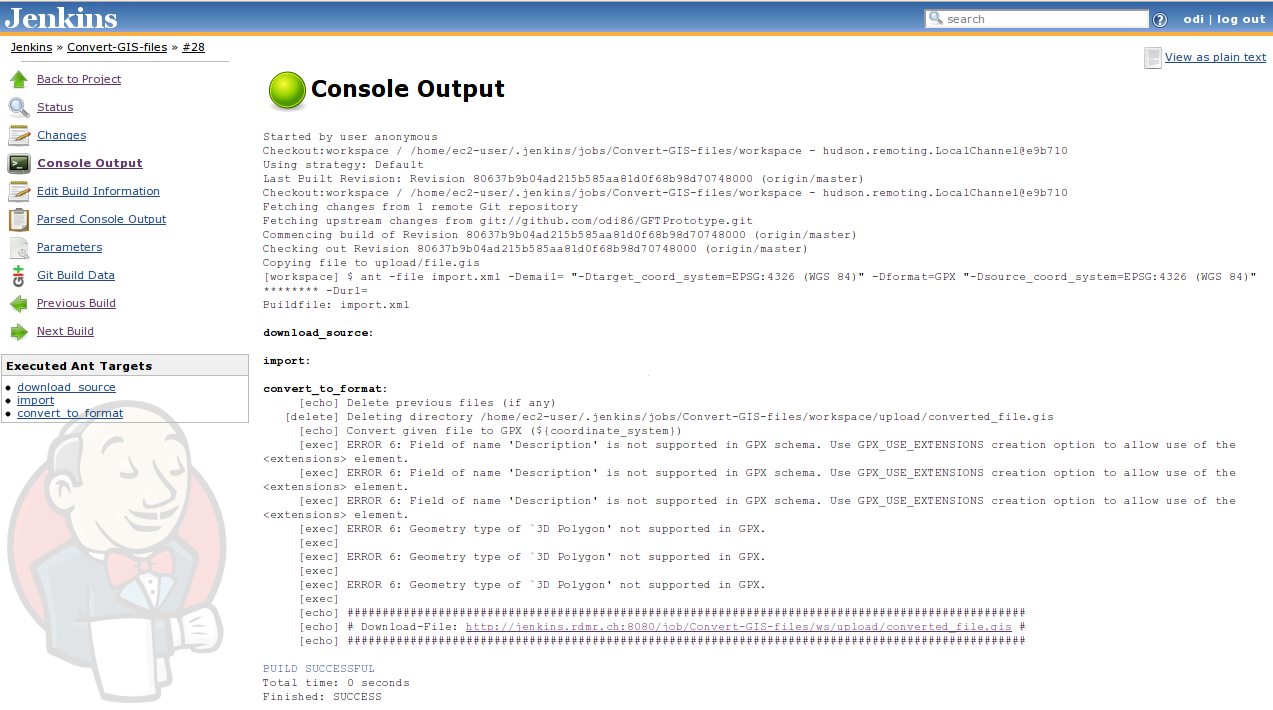 Jenkins
search
odi | log out
Jenkins » Convert-GIS-files » #28
View as plain text
Back to Project
Status
Changes
Console Output
Edit Build Information
Parsed Console Output
Parameters
git
Git Build Data
Previous Build
Next Build
Executed Ant Targets
download_source
import
convert_to_format
Console Output
Started by user anonymous
Checkout:workspace / /home/ec2-user/.jenkins/jobs/Convert-GIS-files/workspace - hudson.remoting.LocalChannel@e9b710
Using strategy: Default
Last Built Revision: Revision 80637b9b04ad215b585aa81d0f68b98d70748000 (origin/master)
Checkout:workspace / /home/ec2-user/.jenkins/jobs/Convert-GIS-files/workspace - hudson.remoting.LocalChannel@e9b710
Fetching changes from 1 remote Git repository
Fetching upstream changes from git://github.com/odi86/GFTPrototype.git
Commencing build of Revision 80637b9b04ad215b585aa81d0f68b98d70748000 (origin/master)
Checking out Revision 80637b9b04ad215b585aa81d0f68b98d70748000 (origin/master)
Copying file to upload/file.gis
[workspace] $ ant -file import.xml -Demail= "-Dtarget_coord_system=EPSG:4326 (WGS 84)" -Dformat=GPX "-Dsource_coord_system=EPSG:4326 (WGS 84)"
******** -Durl=
Buildfile: import.xml
download_source:
import:
convert_to_format:
[echo] Delete previous files (if any)
[delete] Deleting directory /home/ec2-user/.jenkins/jobs/Convert-GIS-files/workspace/upload/converted_file.gis
[echo] Convert given file to GPX (${coordinate_system})
[exec] ERROR 6: Field of name 'Description' is not supported in GPX schema. Use GPX_USE_EXTENSIONS creation option to allow use of the
<extensions> element.
[exec] ERROR 6: Field of name 'Description' is not supported in GPX schema. Use GPX_USE_EXTENSIONS creation option to allow use of the
<extensions> element.
[exec] ERROR 6: Field of name 'Description' is not supported in GPX schema. Use GPX_USE_EXTENSIONS creation option to allow use of the
<extensions> element.
[exec] ERROR 6: Geometry type of `3D Polygon' not supported in GPX.
[exec]
[exec] ERROR 6: Geometry type of `3D Polygon' not supported in GPX.
[exec]
[exec] ERROR 6: Geometry type of `3D Polygon' not supported in GPX.
[exec]
[echo] #################################################################################################
[echo] # Download-File: http://jenkins.rdmr.ch:8080/job/Convert-GIS-files/ws/upload/converted_file.gis #
[echo] #################################################################################################
BUILD SUCCESSFUL
Total time: 0 seconds
Finished: SUCCESS